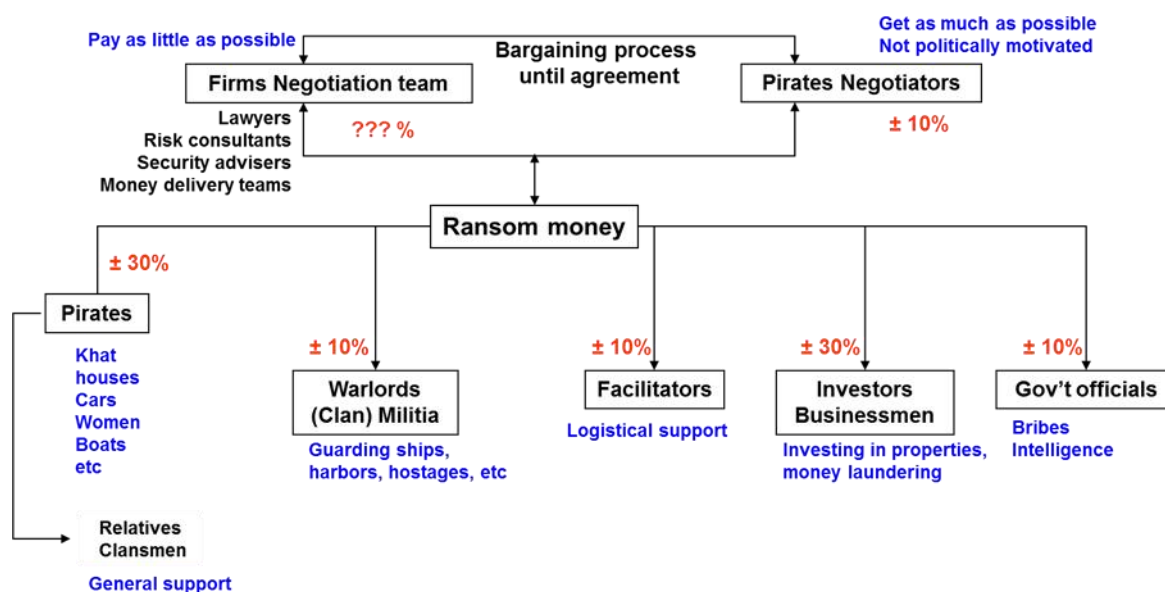 Pay as little as possible
Get as much as possible
Not politically motivated
Bargaining process
until agreement
Firms Negotiation team
Pirates Negotiators
Lawyers
Risk consultants
Security advisers
Money delivery teams
??? %
± 10%
Ransom money
± 30%
Pirates
Khat
houses
Cars
Women
Boats
etc
± 10%
Warlords
(Clan) Militia
Guarding ships,
harbors, hostages, etc
± 10%
Facilitators
Logistical support
± 30%
Investors
Businessmen
Investing in properties,
money laundering
± 10%
Gov't officials
Bribes
Intelligence
Relatives
Clansmen
General support